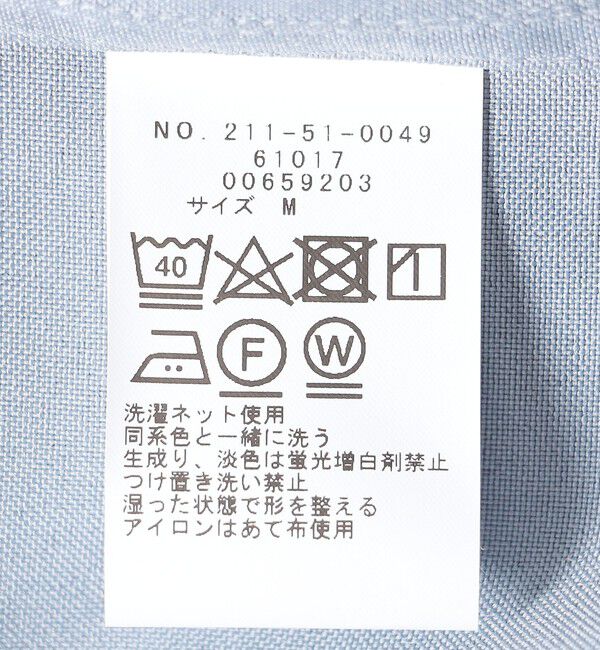 NO. 211-51-0049
61017
00659203
サイズ M
40
F W
洗濯ネット使用
同系色と一緒に洗う
生成り、淡色は蛍光増白剤禁止
つけ置き洗い禁止
湿った状態で形を整える
アイロンはあて布使用